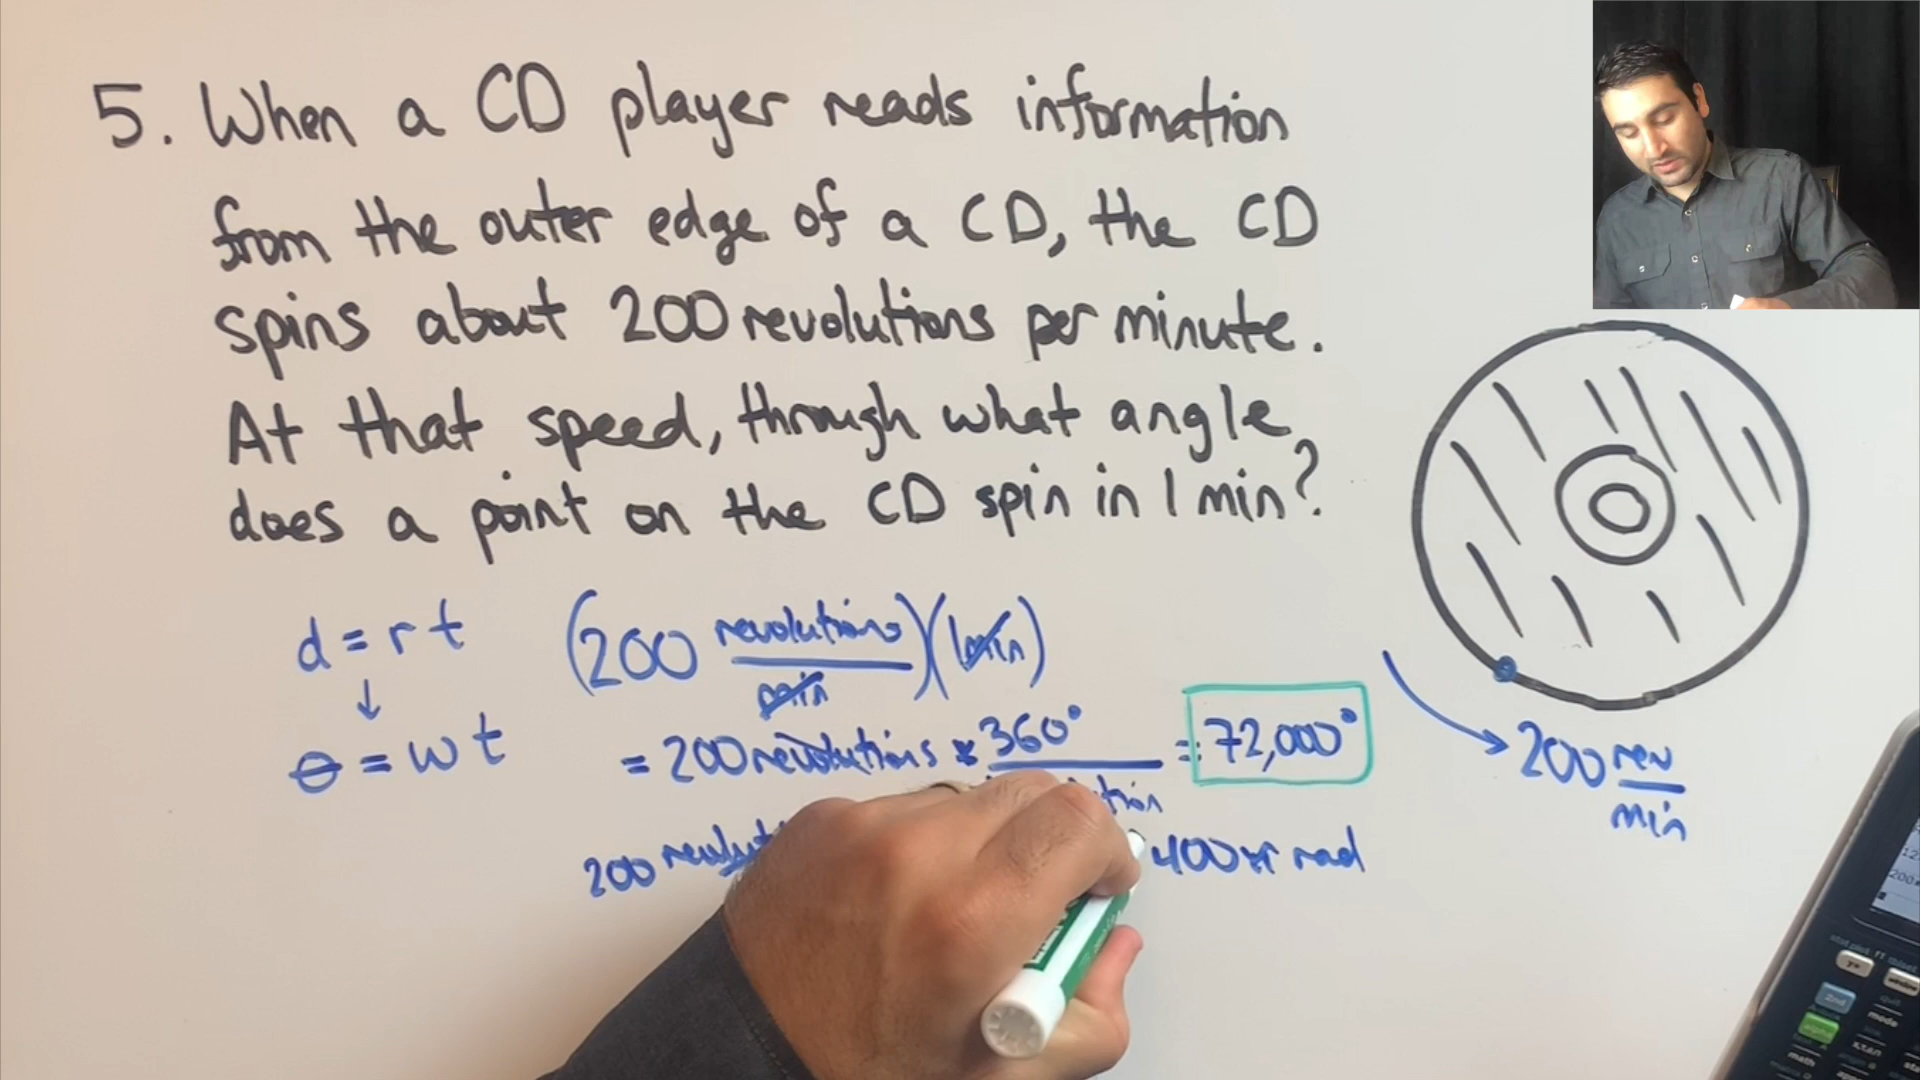 5. When a CD player reads information
from the outer edge of a CD, the CD
spins about 200 revolutions per minute.
At that speed, through what angle
does a point on the CD spin in 1 min?
d = r t
↓
θ = w t
(200 revolutions/min)(1 min)
= 200 revolutions × 360°/ = 72,000°
200 400π rad
200 rev/min